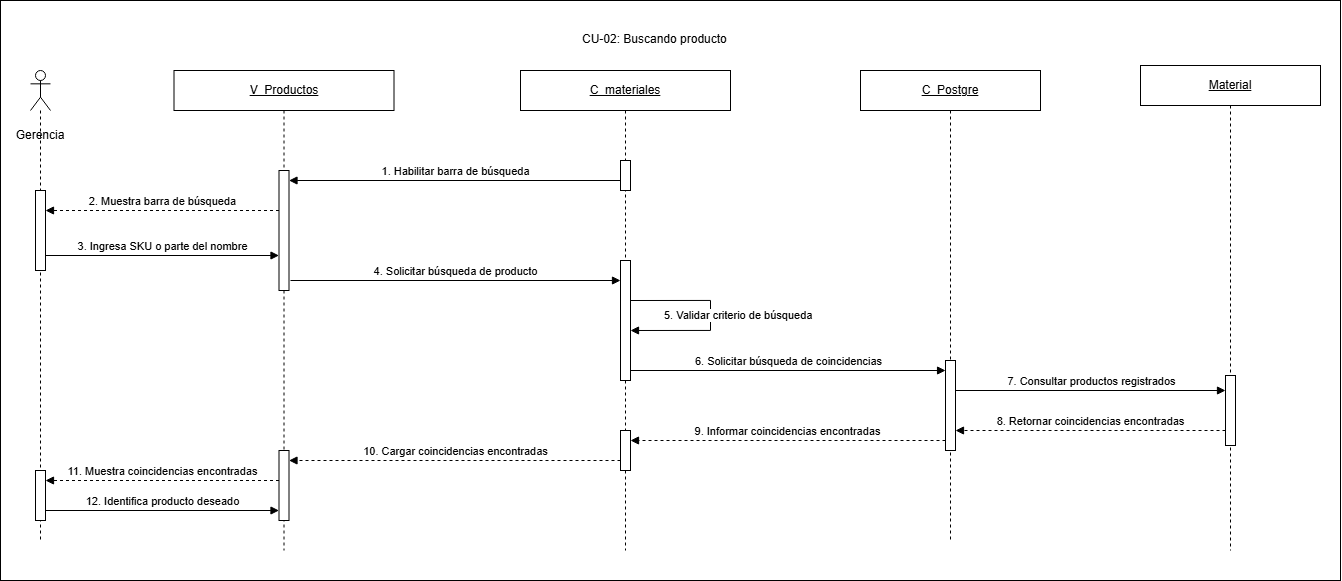 CU-02: Buscando producto
Gerencia
V_Productos
C_materiales
C_Postgre
Material
1. Habilitar barra de búsqueda
2. Muestra barra de búsqueda
3. Ingresa SKU o parte del nombre
4. Solicitar búsqueda de producto
5. Validar criterio de búsqueda
6. Solicitar búsqueda de coincidencias
7. Consultar productos registrados
8. Retornar coincidencias encontradas
9. Informar coincidencias encontradas
10. Cargar coincidencias encontradas
11. Muestra coincidencias encontradas
12. Identifica producto deseado